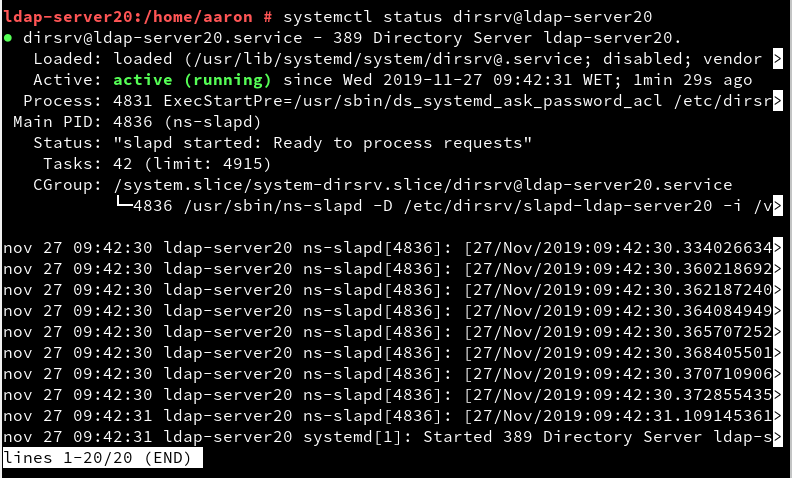 ldap-server20:/home/aaron # systemctl status dirsrv@ldap-server20
● dirsrv@ldap-server20.service - 389 Directory Server ldap-server20.
   Loaded: loaded (/usr/lib/systemd/system/dirsrv@.service; disabled; vendor >
   Active: active (running) since Wed 2019-11-27 09:42:31 WET; 1min 29s ago
  Process: 4831 ExecStartPre=/usr/sbin/ds_systemd_ask_password_acl /etc/dirsr>
 Main PID: 4836 (ns-slapd)
   Status: "slapd started: Ready to process requests"
    Tasks: 42 (limit: 4915)
   CGroup: /system.slice/system-dirsrv.slice/dirsrv@ldap-server20.service
           └─4836 /usr/sbin/ns-slapd -D /etc/dirsrv/slapd-ldap-server20 -i /v>
nov 27 09:42:30 ldap-server20 ns-slapd[4836]: [27/Nov/2019:09:42:30.334026634>
nov 27 09:42:30 ldap-server20 ns-slapd[4836]: [27/Nov/2019:09:42:30.360218692>
nov 27 09:42:30 ldap-server20 ns-slapd[4836]: [27/Nov/2019:09:42:30.362187240>
nov 27 09:42:30 ldap-server20 ns-slapd[4836]: [27/Nov/2019:09:42:30.364084949>
nov 27 09:42:30 ldap-server20 ns-slapd[4836]: [27/Nov/2019:09:42:30.365707252>
nov 27 09:42:30 ldap-server20 ns-slapd[4836]: [27/Nov/2019:09:42:30.368405501>
nov 27 09:42:30 ldap-server20 ns-slapd[4836]: [27/Nov/2019:09:42:30.370710906>
nov 27 09:42:30 ldap-server20 ns-slapd[4836]: [27/Nov/2019:09:42:30.372855435>
nov 27 09:42:31 ldap-server20 ns-slapd[4836]: [27/Nov/2019:09:42:31.109145361>
nov 27 09:42:31 ldap-server20 systemd[1]: Started 389 Directory Server ldap-s>
lines 1-20/20 (END)